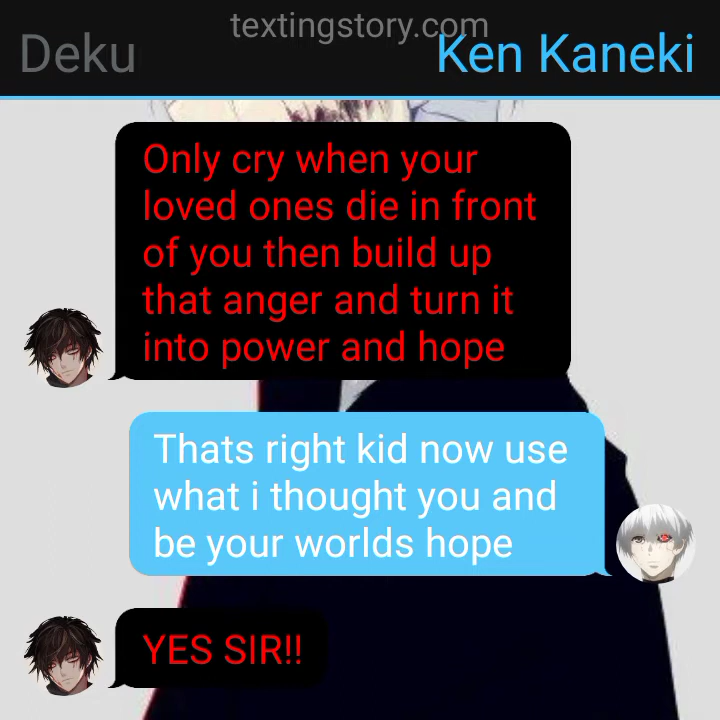 textingstory.com
Deku
Ken Kaneki
Only cry when your
loved ones die in front
of you then build up
that anger and turn it
into power and hope
Thats right kid now use
what i thought you and
be your worlds hope
YES SIR!!